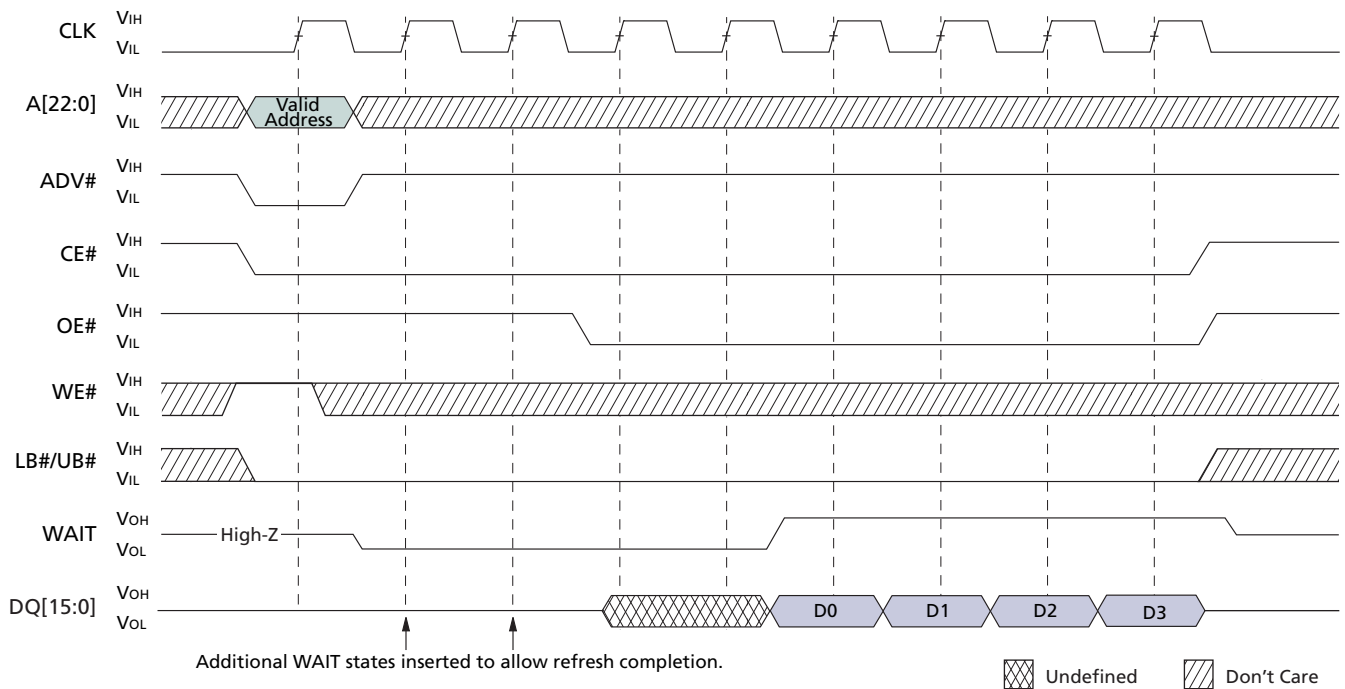 CLK
VIH
VIL
A[22:0]
VIH
VIL
Valid
Address
ADV#
VIH
VIL
CE#
VIH
VIL
OE#
VIH
VIL
WE#
VIH
VIL
LB#/UB#
VIH
VIL
WAIT
VOH
VOL
High-Z
DQ[15:0]
VOH
VOL
D0
D1
D2
D3
Additional WAIT states inserted to allow refresh completion.
Undefined
Don't Care